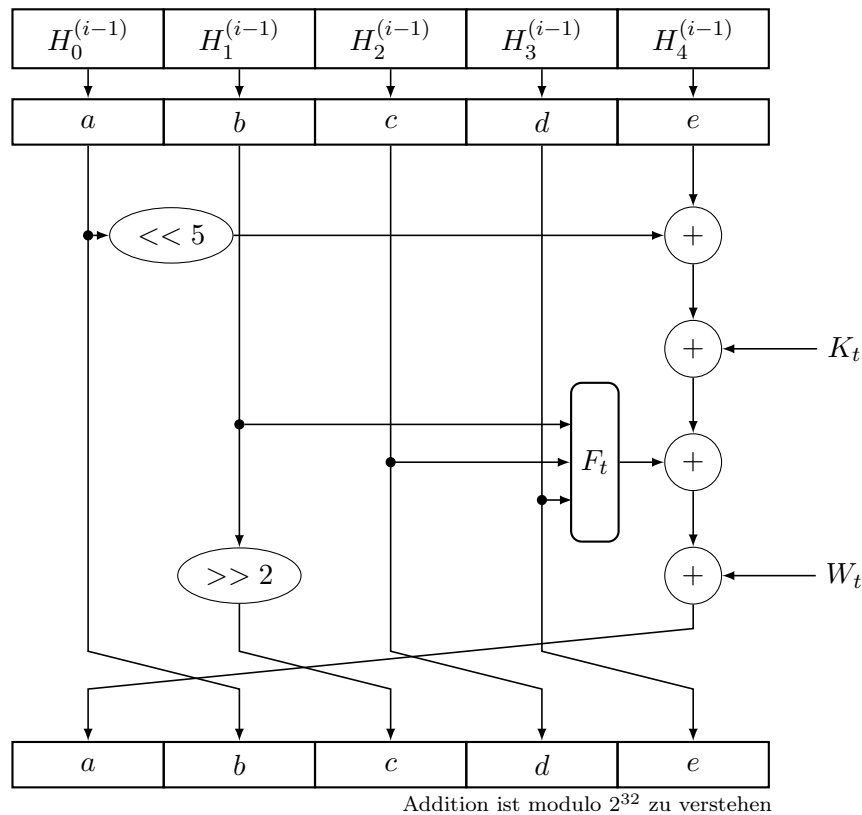 H_0^{(i-1)} H_1^{(i-1)} H_2^{(i-1)} H_3^{(i-1)} H_4^{(i-1)}
a b c d e
<< 5 +
+ K_t
F_t +
>> 2 + W_t
a b c d e
Addition ist modulo 2^{32} zu verstehen